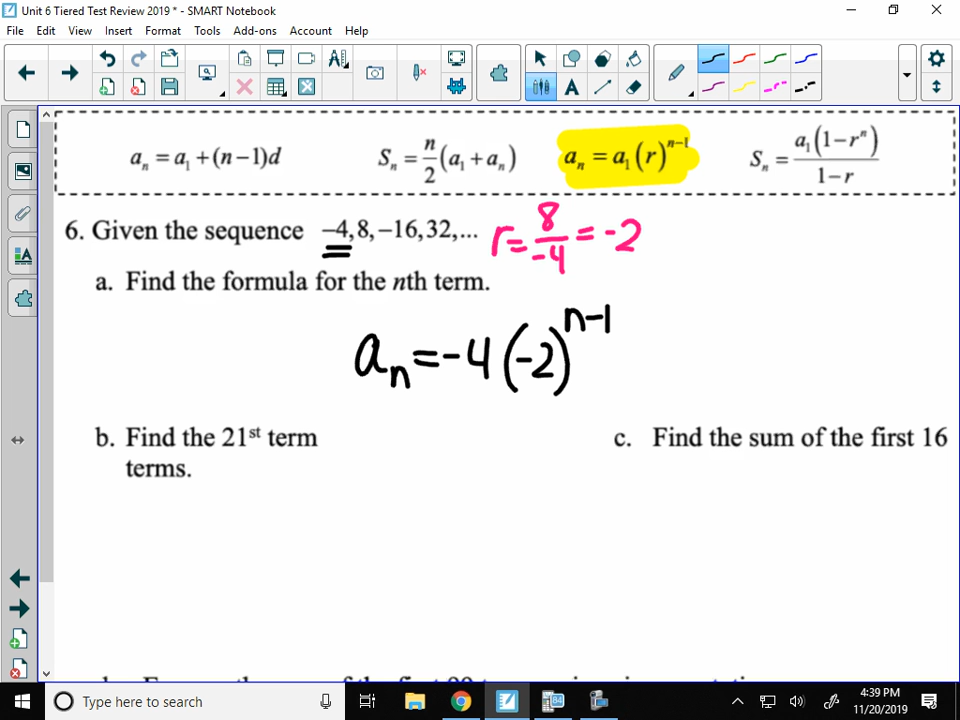 Unit 6 Tiered Test Review 2019 * - SMART Notebook
File Edit View Insert Format Tools Add-ons Account Help
aₙ = a₁ + (n − 1)d Sₙ = n/2 (a₁ + aₙ) aₙ = a₁(r)ⁿ⁻¹ Sₙ = a₁(1 − rⁿ)/1 − r
6. Given the sequence −4, 8, −16, 32, ... r = 8/-4 = -2
a. Find the formula for the nth term.
aₙ = -4(-2)ⁿ⁻¹
b. Find the 21st term c. Find the sum of the first 16
terms.
Type here to search
4:39 PM
11/20/2019